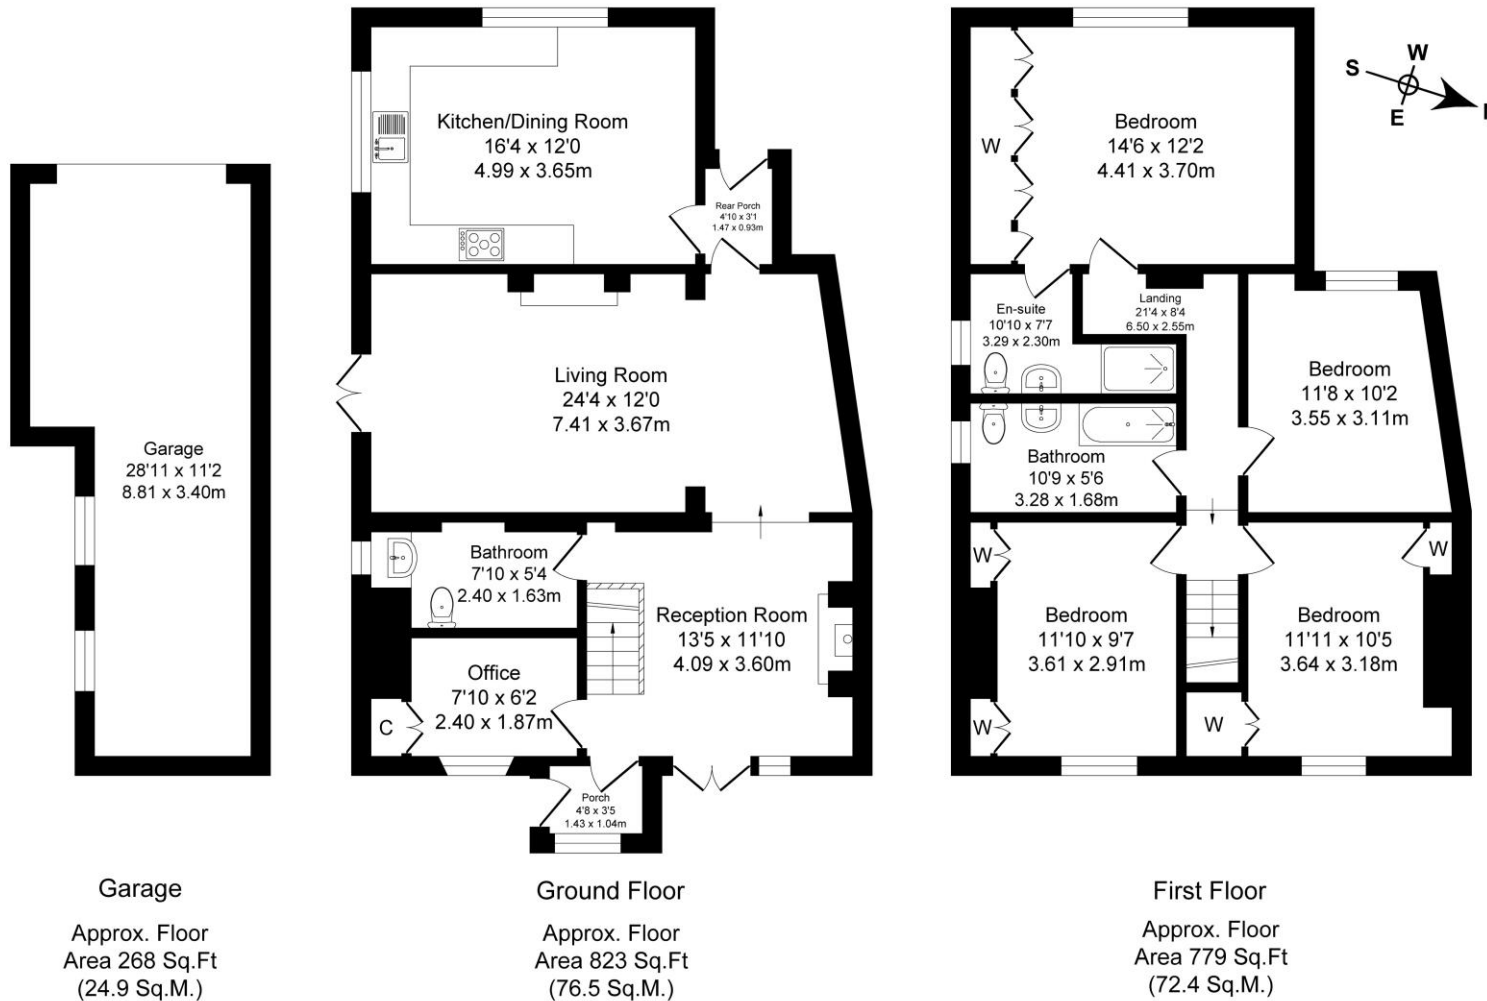 Kitchen/Dining Room
16'4 x 12'0
4.99 x 3.65m
Rear Porch
4'10 x 3'1
1.47 x 0.93m
Living Room
24'4 x 12'0
7.41 x 3.67m
Garage
28'11 x 11'2
8.81 x 3.40m
Bathroom
7'10 x 5'4
2.40 x 1.63m
Reception Room
13'5 x 11'10
4.09 x 3.60m
Office
7'10 x 6'2
2.40 x 1.87m
C
Porch
4'8 x 3'5
1.43 x 1.04m
W
S
E
W
Bedroom
14'6 x 12'2
4.41 x 3.70m
En-suite
10'10 x 7'7
3.29 x 2.30m
Landing
21'4 x 8'4
6.50 x 2.55m
Bedroom
11'8 x 10'2
3.55 x 3.11m
Bathroom
10'9 x 5'6
3.28 x 1.68m
W
W
Bedroom
11'10 x 9'7
3.61 x 2.91m
Bedroom
11'11 x 10'5
3.64 x 3.18m
W
W
Garage
Approx. Floor
Area 268 Sq.Ft
(24.9 Sq.M.)
Ground Floor
Approx. Floor
Area 823 Sq.Ft
(76.5 Sq.M.)
First Floor
Approx. Floor
Area 779 Sq.Ft
(72.4 Sq.M.)